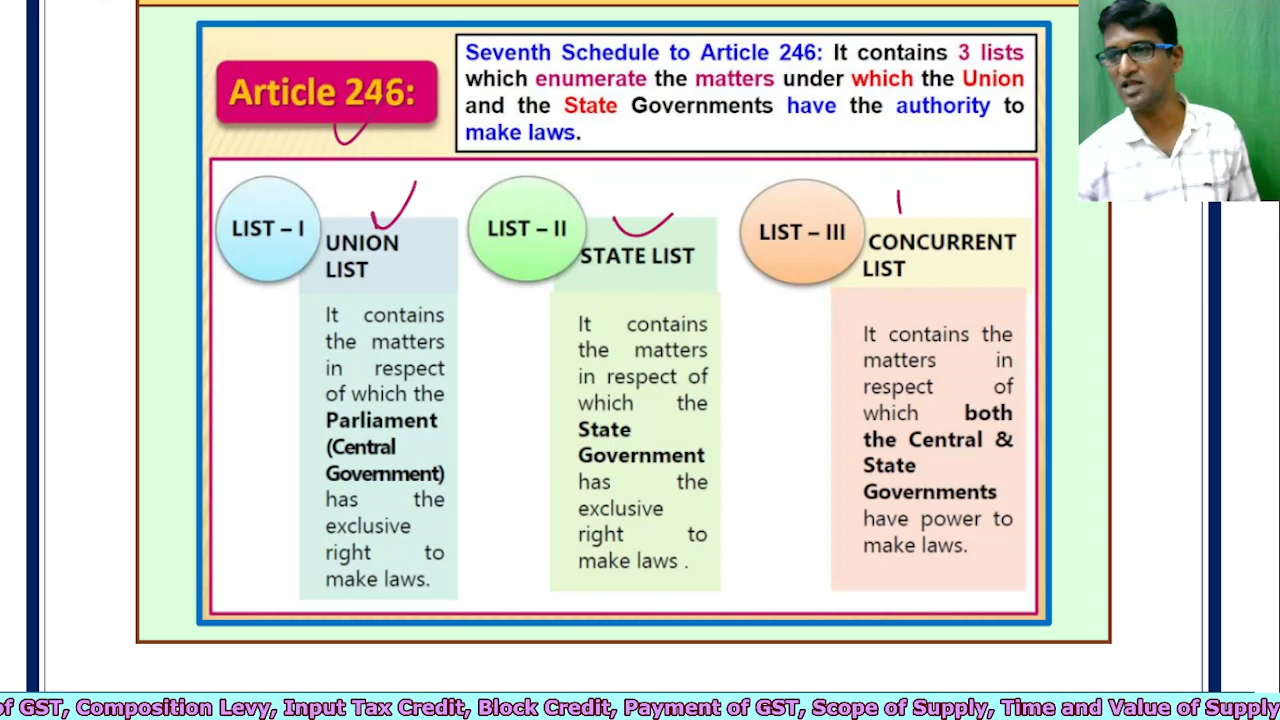 Article 246:
Seventh Schedule to Article 246: It contains 3 lists
which enumerate the matters under which the Union
and the State Governments have the authority to
make laws.
LIST – I
UNION
LIST
It contains
the matters
in respect
of which the
Parliament
(Central
Government)
has the
exclusive
right to
make laws.
LIST – II
STATE LIST
It contains
the matters
in respect of
which the
State
Government
has the
exclusive
right to
make laws .
LIST – III
CONCURRENT
LIST
It contains the
matters in
respect of
which both
the Central &
State
Governments
have power to
make laws.
of GST, Composition Levy, Input Tax Credit, Block Credit, Payment of GST, Scope of Supply, Time and Value of Supply